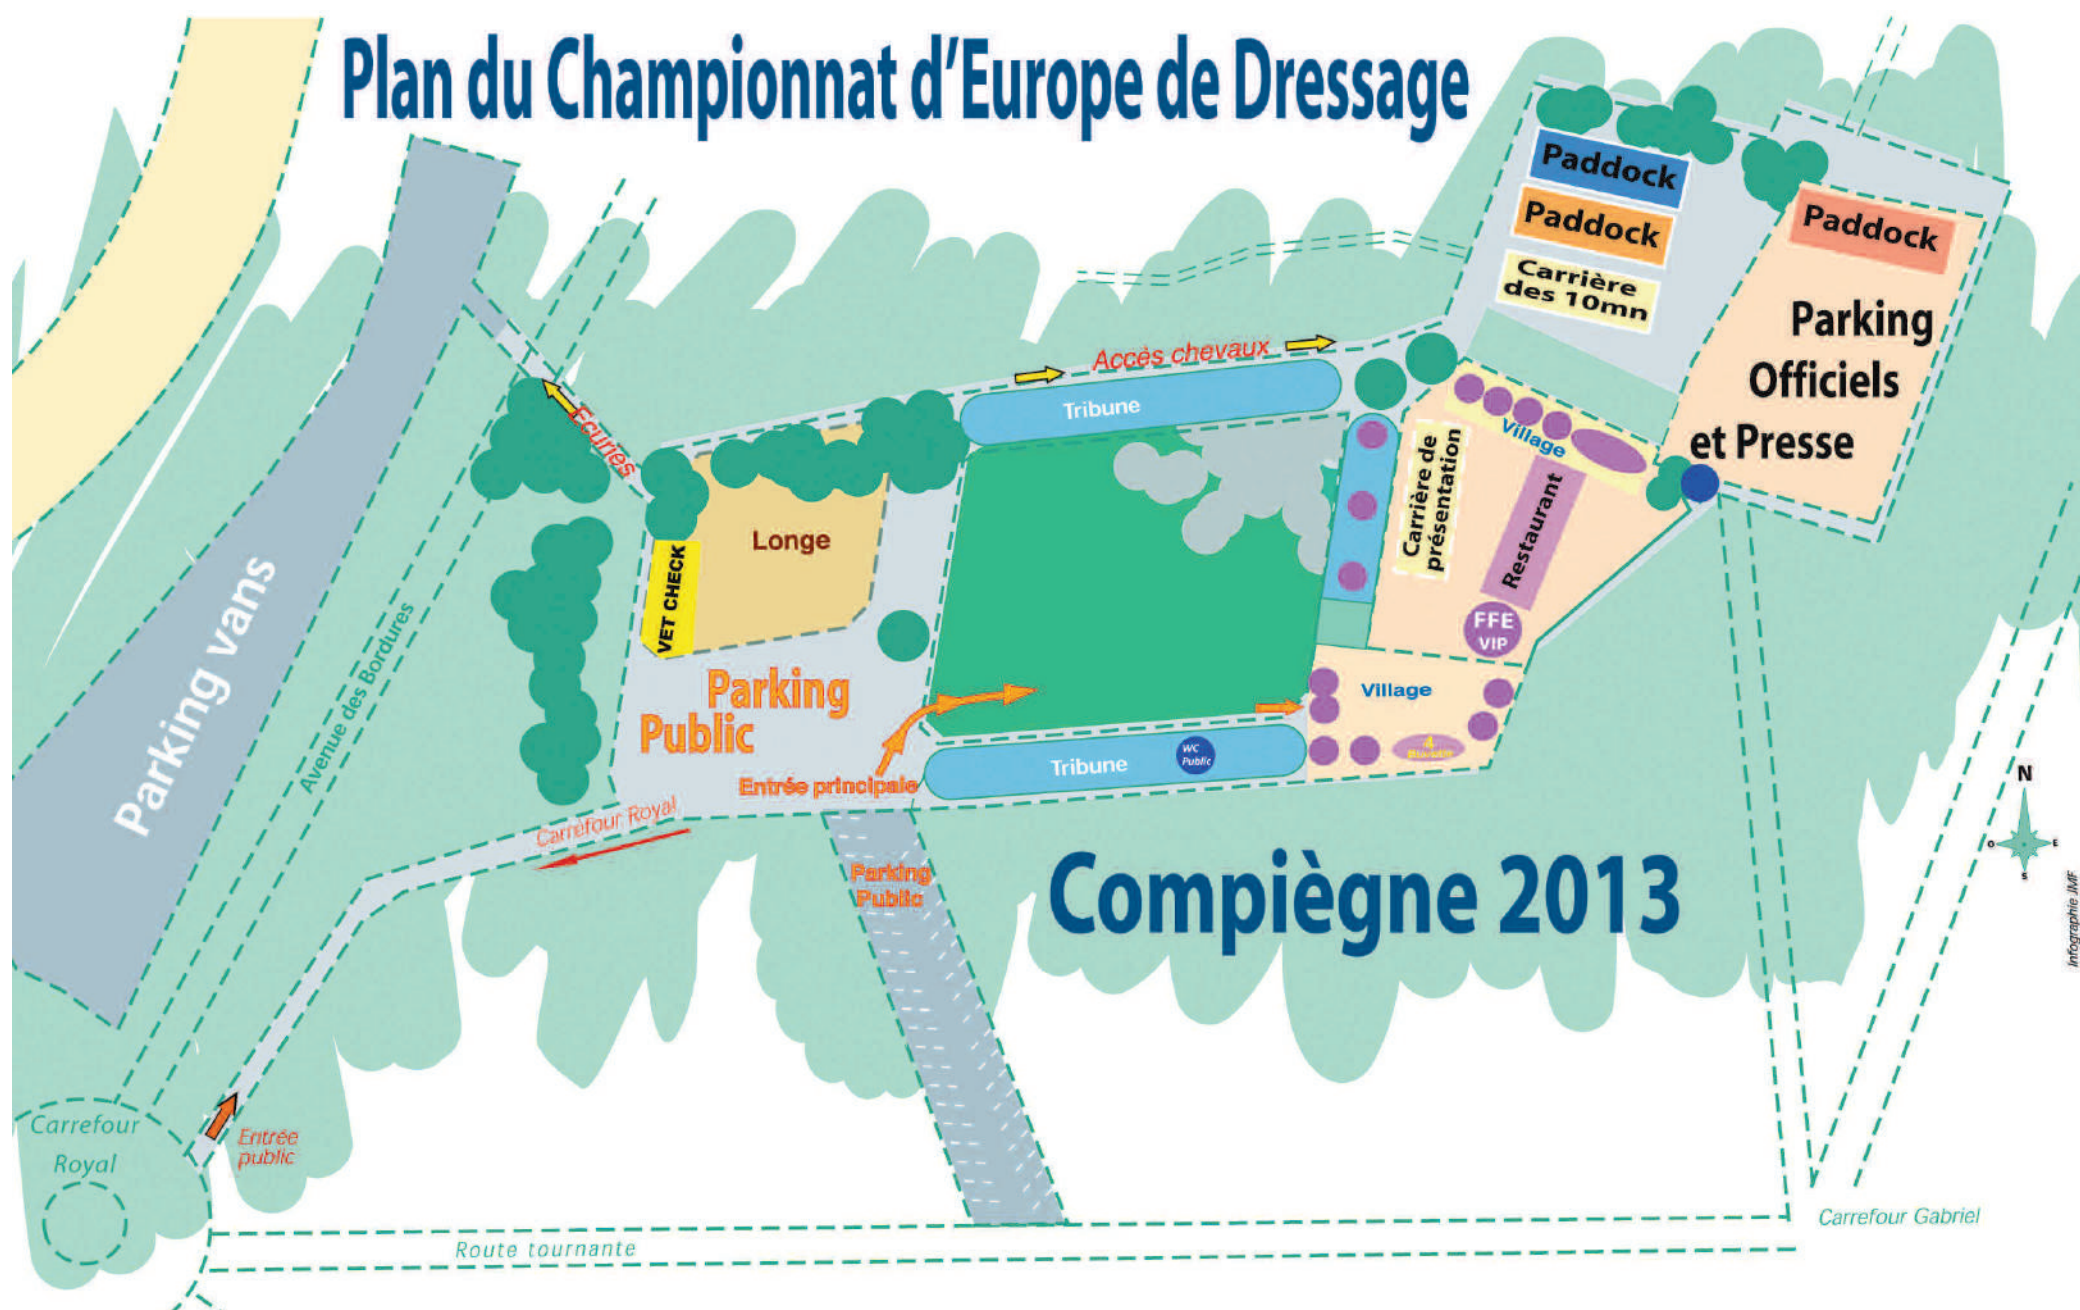 Plan du Championnat d'Europe de Dressage
Paddock
Paddock
Carrière
des 10mn
Paddock
Parking
Officiels
et Presse
Accès chevaux
Tribune
Ecuries
Village
Carrière de
présentation
Restaurant
Longe
VET CHECK
FFE
VIP
Parking vans
Avenue des Bordures
Parking
Public
Village
4
WC
Public
Tribune
Entrée principale
Carrefour Royal
Parking
Public
Compiègne 2013
N
O
E
S
Infographie JMF
Carrefour
Royal
Entrée
public
Route tournante
Carrefour Gabriel